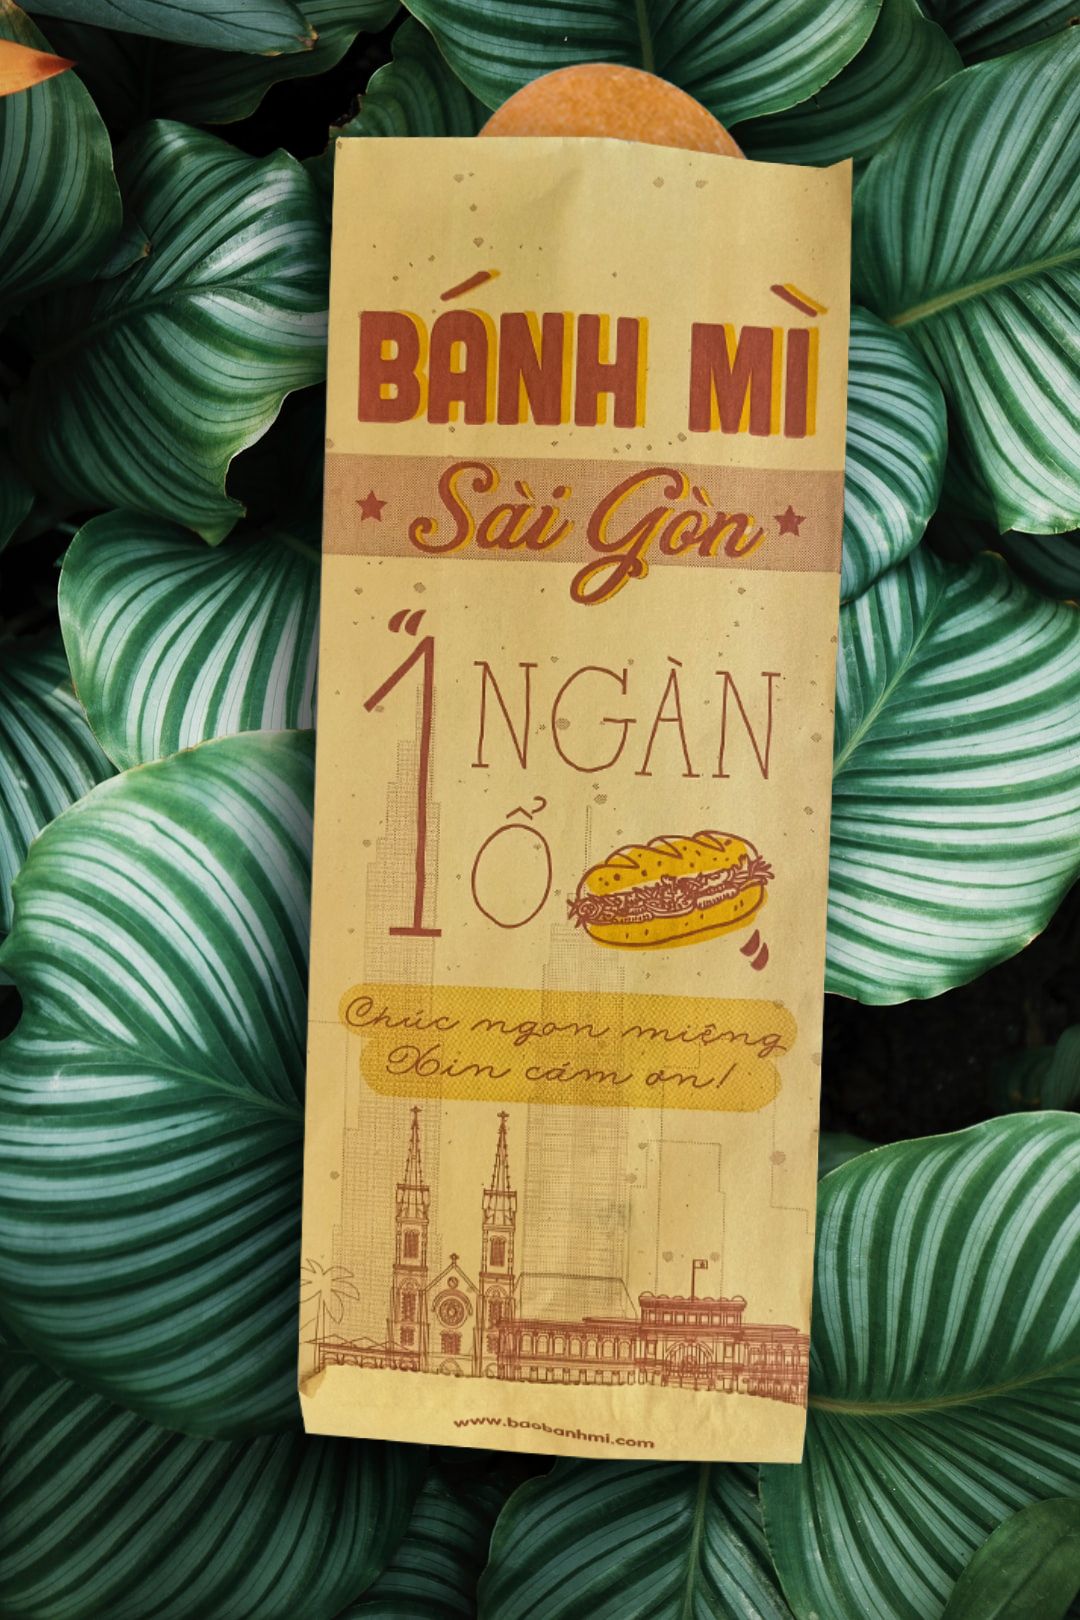 BÁNH MÌ
Sài Gòn
"1 NGÀN
Ổ "
Chúc ngon miệng
Xin cám ơn!
www.baobanhmi.com